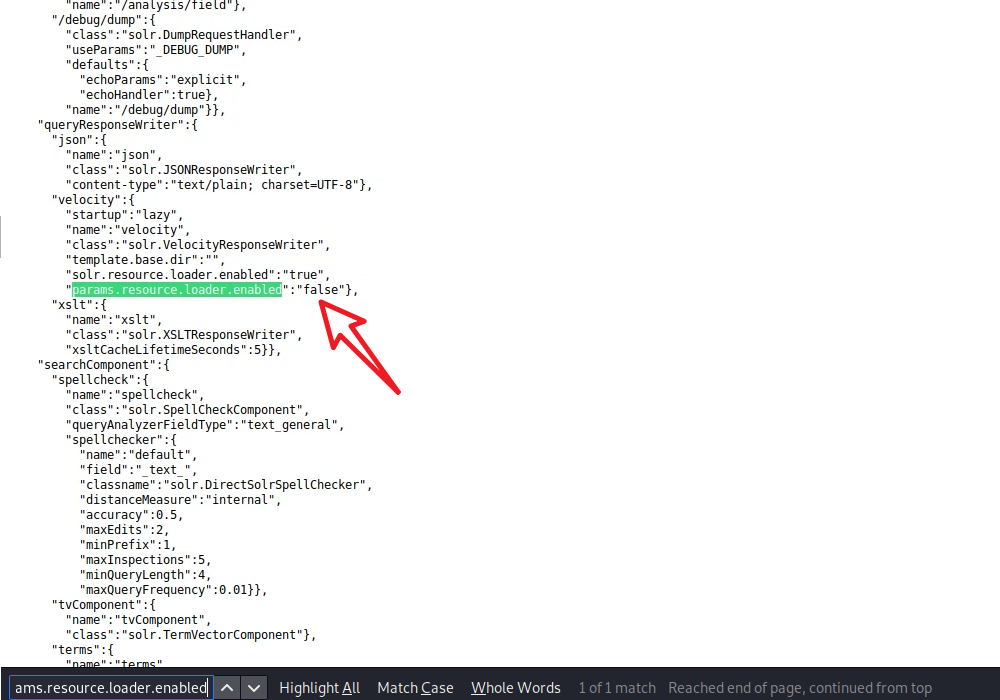 "name":"/analysis/field"},
"/debug/dump":{
"class":"solr.DumpRequestHandler",
"useParams":"_DEBUG_DUMP",
"defaults":{
"echoParams":"explicit",
"echoHandler":true},
"name":"/debug/dump"}},
"queryResponseWriter":{
"json":{
"name":"json",
"class":"solr.JSONResponseWriter",
"content-type":"text/plain; charset=UTF-8"},
"velocity":{
"startup":"lazy",
"name":"velocity",
"class":"solr.VelocityResponseWriter",
"template.base.dir":"",
"solr.resource.loader.enabled":"true",
"params.resource.loader.enabled":"false"},
"xslt":{
"name":"xslt",
"class":"solr.XSLTResponseWriter",
"xsltCacheLifetimeSeconds":5}},
"searchComponent":{
"spellcheck":{
"name":"spellcheck",
"class":"solr.SpellCheckComponent",
"queryAnalyzerFieldType":"text_general",
"spellchecker":{
"name":"default",
"field":"_text_",
"classname":"solr.DirectSolrSpellChecker",
"distanceMeasure":"internal",
"accuracy":0.5,
"maxEdits":2,
"minPrefix":1,
"maxInspections":5,
"minQueryLength":4,
"maxQueryFrequency":0.01}},
"tvComponent":{
"name":"tvComponent",
"class":"solr.TermVectorComponent"},
"terms":{
"name":"terms"
ams.resource.loader.enabled Highlight All Match Case Whole Words 1 of 1 match Reached end of page, continued from top